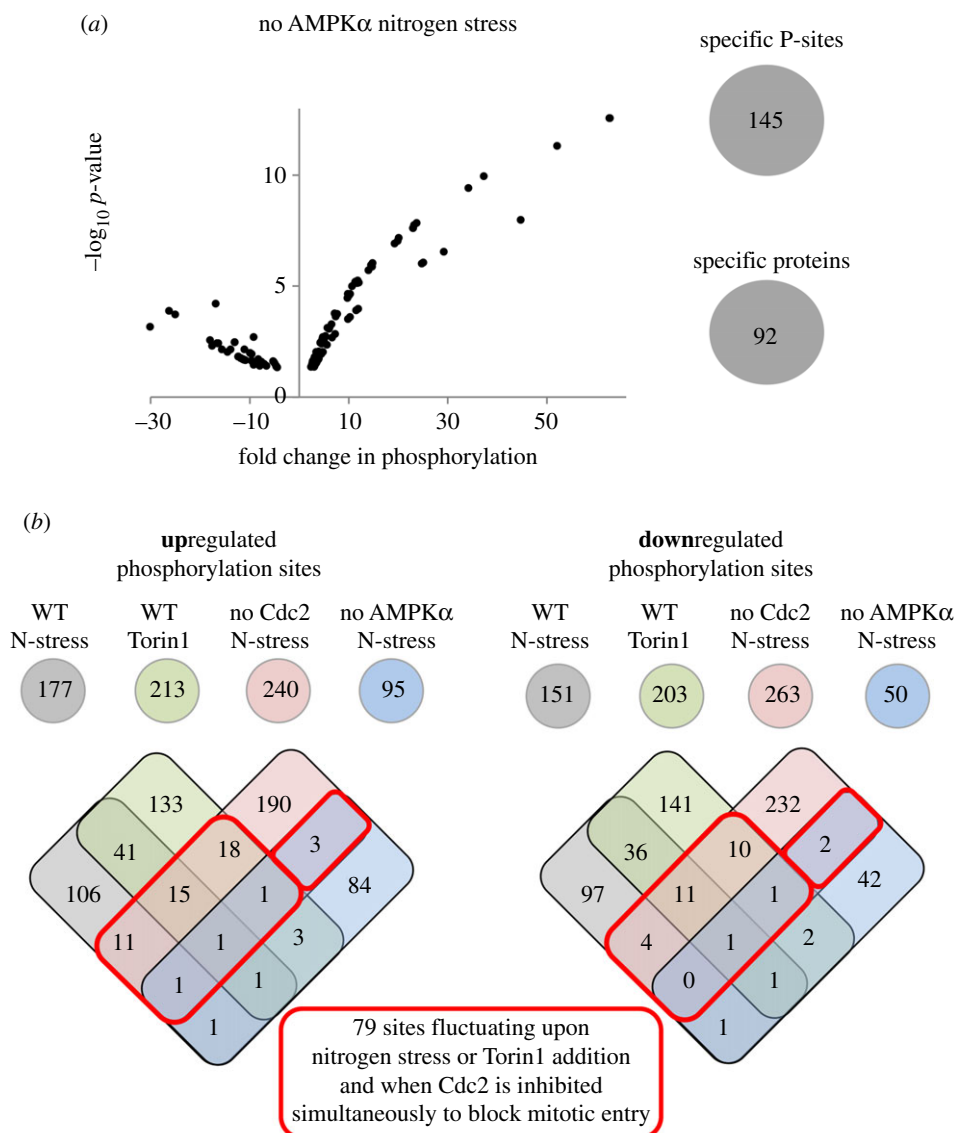 (a)
no AMPKα nitrogen stress
specific P-sites
145
specific proteins
92
–log10 p-value
10
5
0
–30
–10
10
30
50
fold change in phosphorylation
(b)
upregulated
phosphorylation sites
WT
N-stress
WT
Torin1
no Cdc2
N-stress
no AMPKα
N-stress
177
213
240
95
133
190
41
18
3
106
15
1
84
11
1
3
1
1
1
downregulated
phosphorylation sites
WT
N-stress
WT
Torin1
no Cdc2
N-stress
no AMPKα
N-stress
151
203
263
50
141
232
36
10
2
97
11
1
42
4
1
2
0
1
1
79 sites fluctuating upon
nitrogen stress or Torin1 addition
and when Cdc2 is inhibited
simultaneously to block mitotic entry